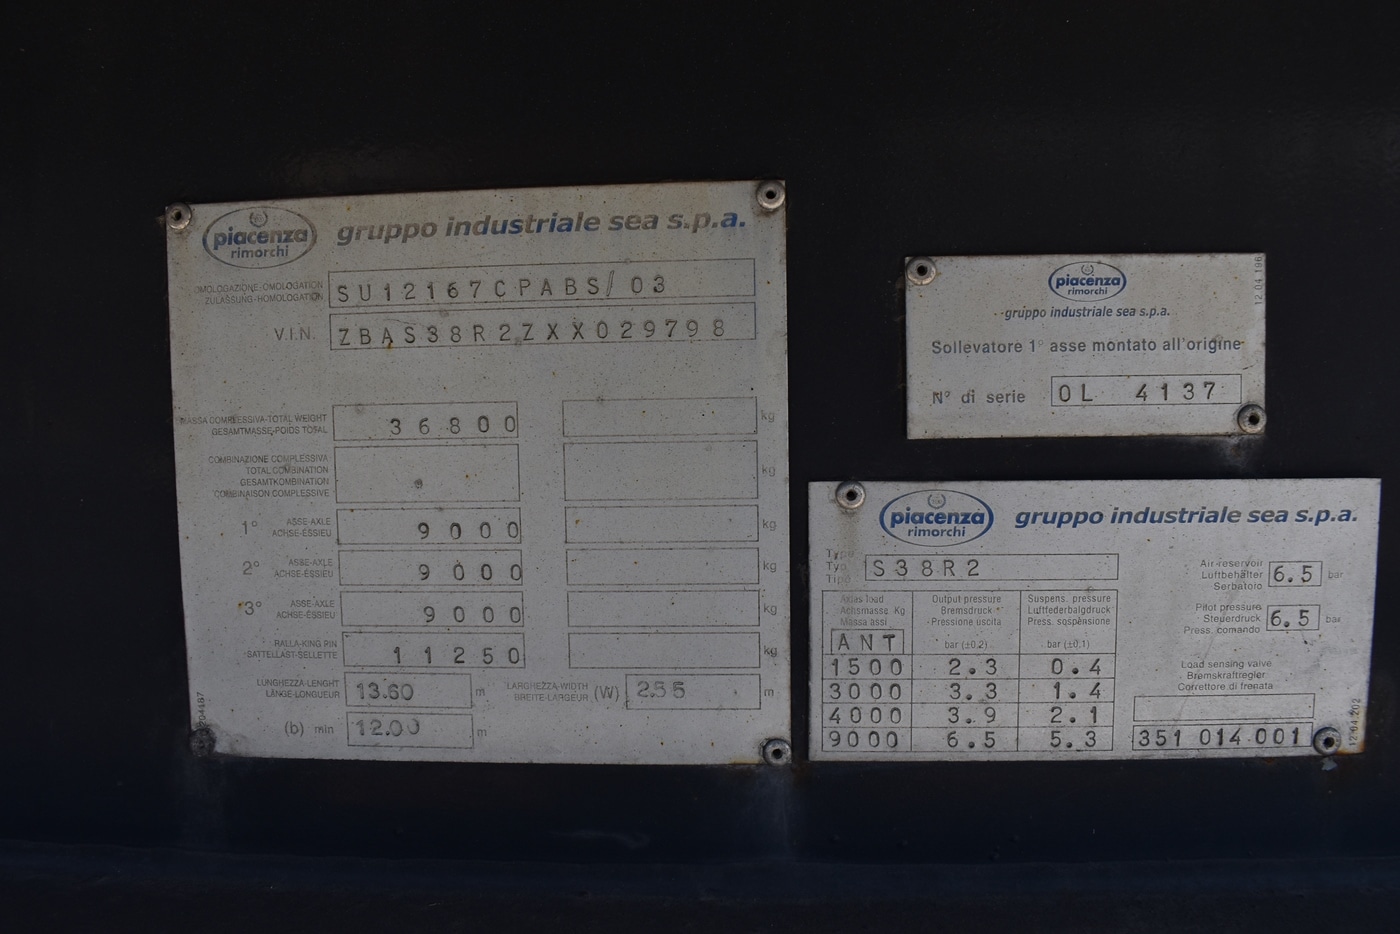 piacenza
rimorchi
gruppo industriale sea s.p.a.
OMOLOGAZIONE-OMOLOGATION
ZULASSUNG-HOMOLOGATION
SU12167CPABS/03
V.I.N.
ZBAS38R2ZXX029798
MASSA COMPLESSIVA-TOTAL WEIGHT
GESAMTMASSE-POIDS TOTAL
36800
kg
COMBINAZIONE COMPLESSIVA
TOTAL COMBINATION
GESAMTKOMBINATION
COMBINAISON COMPLESSIVE
kg
1° ASSE-AXLE
ACHSE-ESSIEU
9000
kg
2° ASSE-AXLE
ACHSE-ESSIEU
9000
kg
3° ASSE-AXLE
ACHSE-ESSIEU
9000
kg
RALLA-KING PIN
SATTELLAST-SELLETTE
11250
kg
LUNGHEZZA-LENGHT
LÄNGE-LONGUEUR
13.60 m
LARGHEZZA-WIDTH
BREITE-LARGEUR (W)
2.55 m
(b) min 12.00 m
piacenza
rimorchi
gruppo industriale sea s.p.a.
Sollevatore 1° asse montato all'origine
N° di serie OL 4137
12.04.196
piacenza
rimorchi
gruppo industriale sea s.p.a.
Type
Typ
Tipo
S38R2
Air-reservoir
Luftbehälter
Serbatoio
6.5 bar
Pilot pressure
Steuerdruck
Press. comando
6.5 bar
Axles load
Achsmasse Kg
Massa assi
Output pressure
Bremsdruck
Pressione uscita
bar (±0.2)
Suspens. pressure
Luftfederbalgdruck
Press. sospensione
bar (±0.1)
ANT
1500 2.3 0.4
3000 3.3 1.4
4000 3.9 2.1
9000 6.5 5.3
Load sensing valve
Bremskraftregler
Correttore di frenata
351 014 001
12.04.202